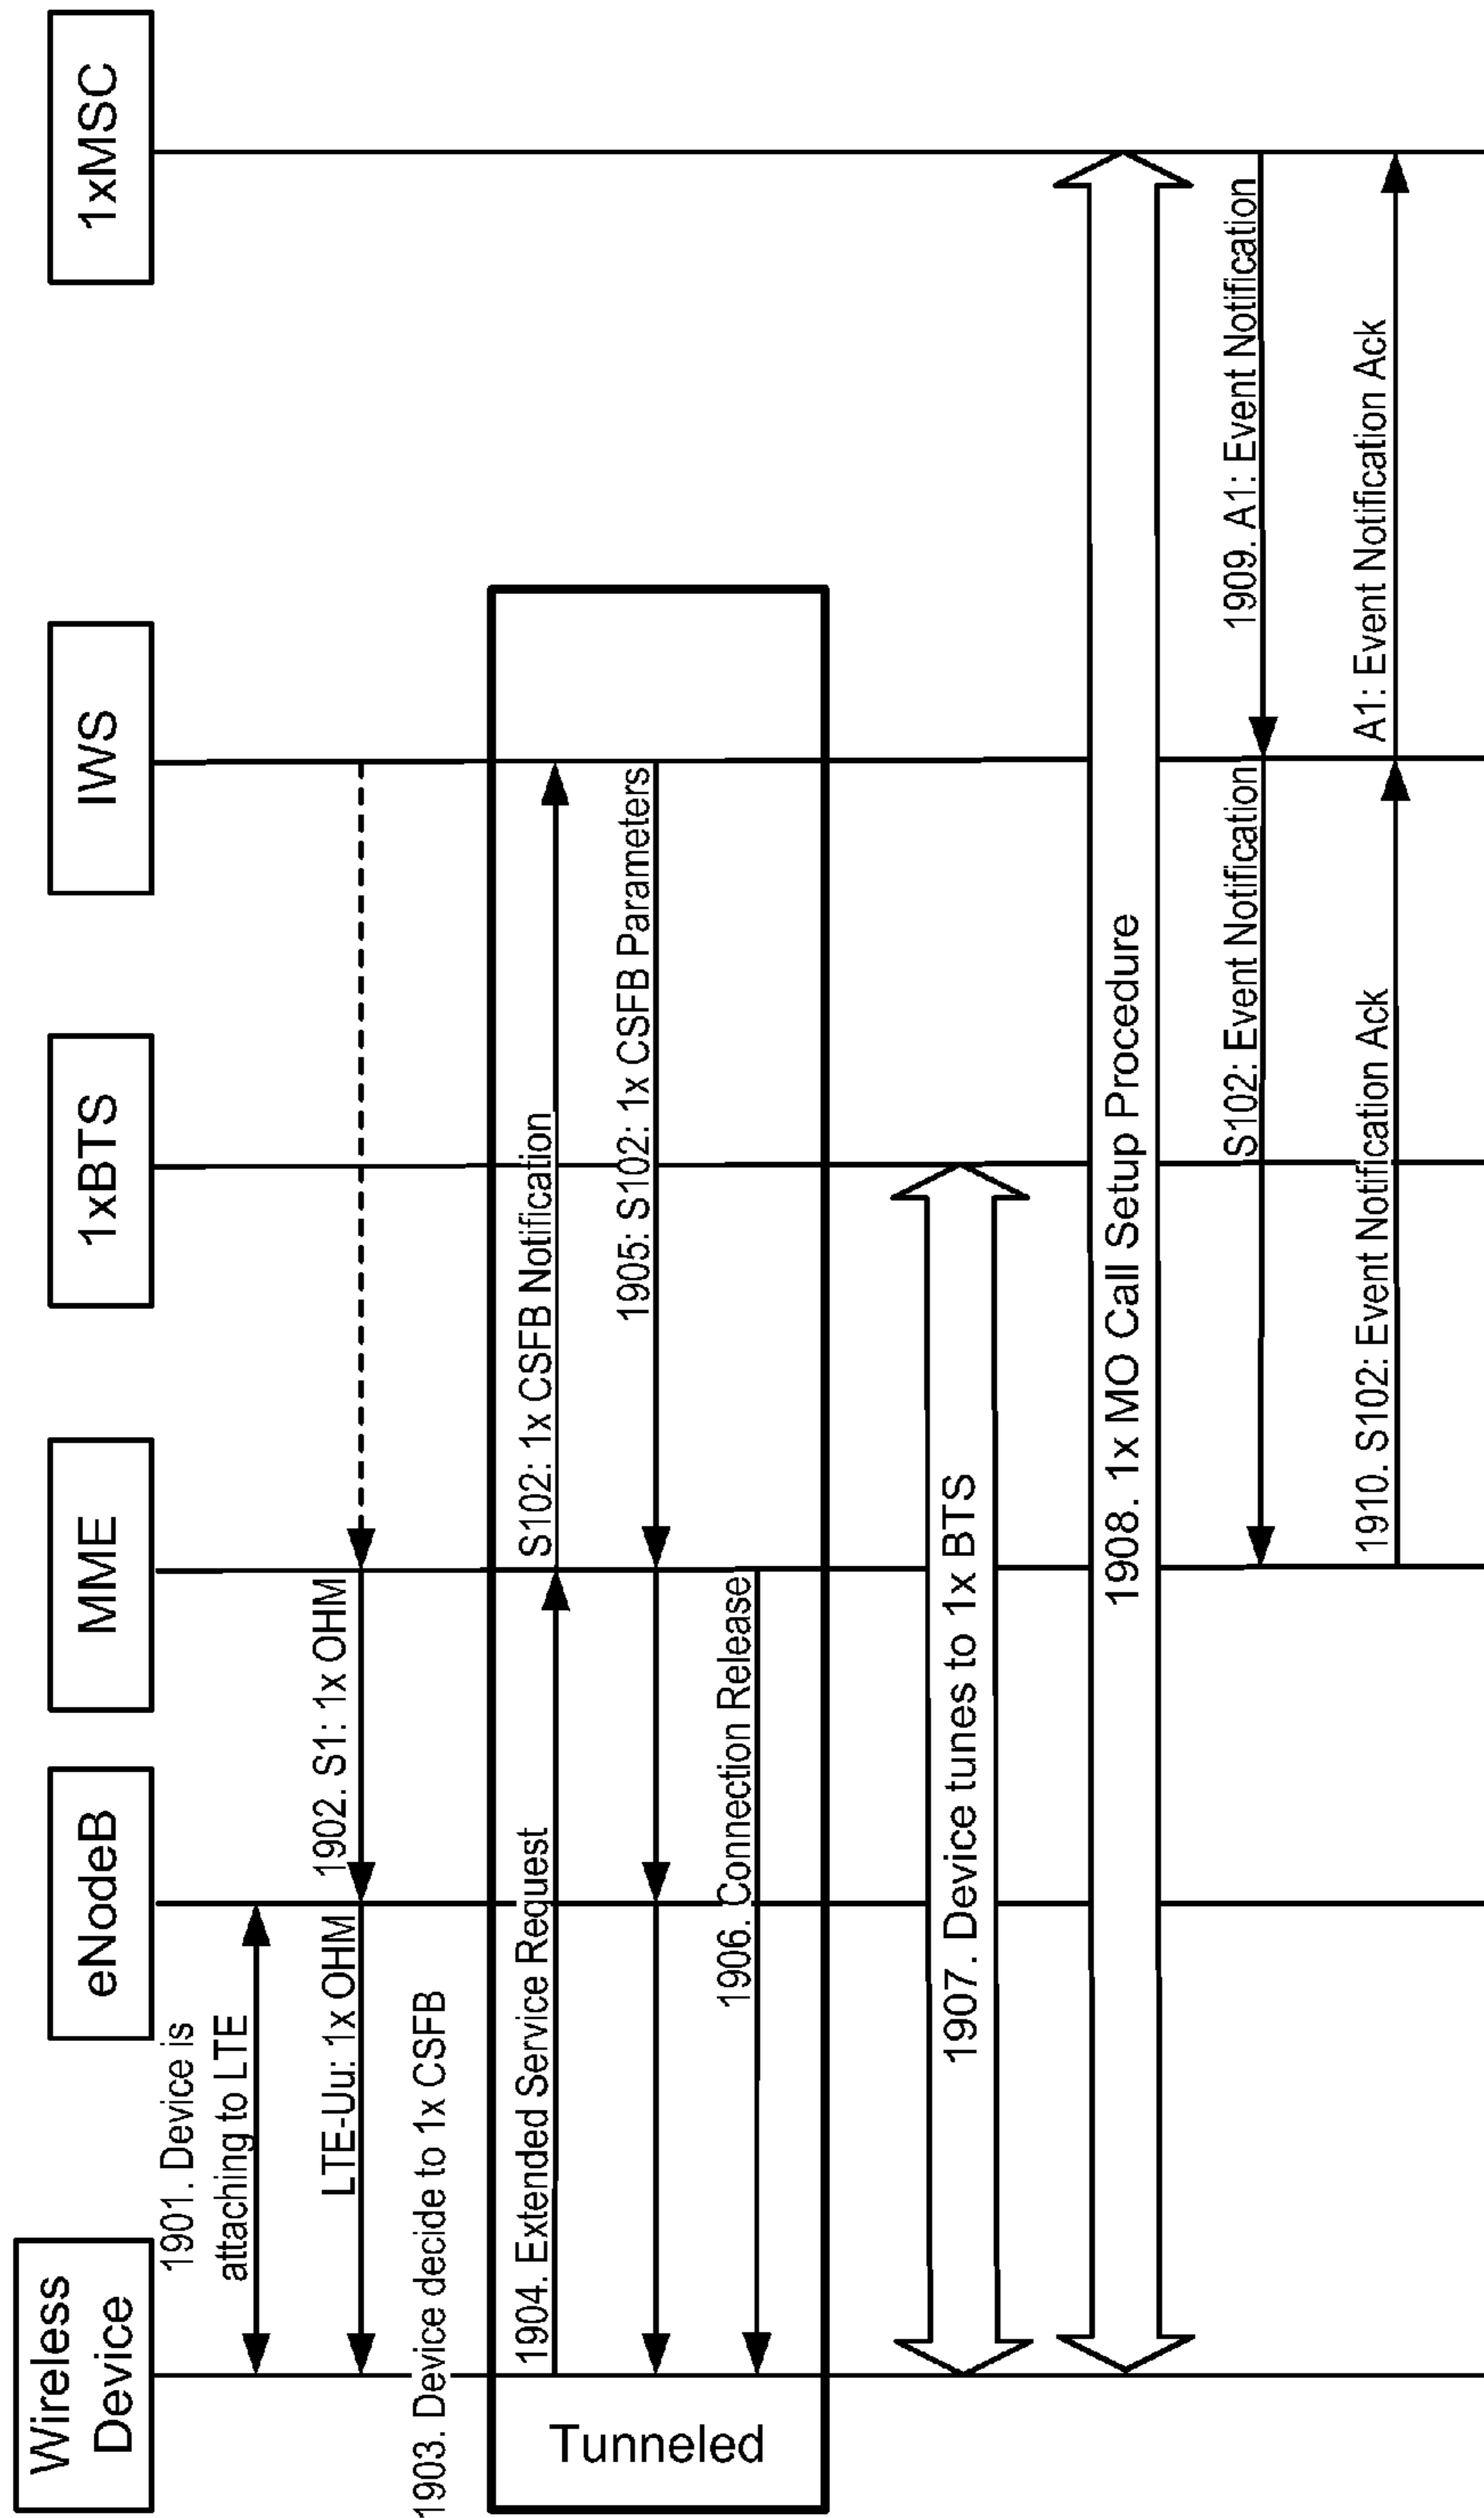 Wireless
Device
eNodeB
MME
1xBTS
IWS
1xMSC
1901. Device is
attaching to LTE
LTE-Uu: 1x OHM
1902. S1: 1x OHM
1903. Device decide to 1x CSFB
Tunneled
1904. Extended Service Request
S102: 1x CSFB Notification
1905: S102: 1x CSFB Parameters
1906. Connection Release
1907. Device tunes to 1x BTS
1908. 1x MO Call Setup Procedure
S102: Event Notification
1909. A1: Event Notification
1910. S102: Event Notification Ack
A1: Event Notification Ack